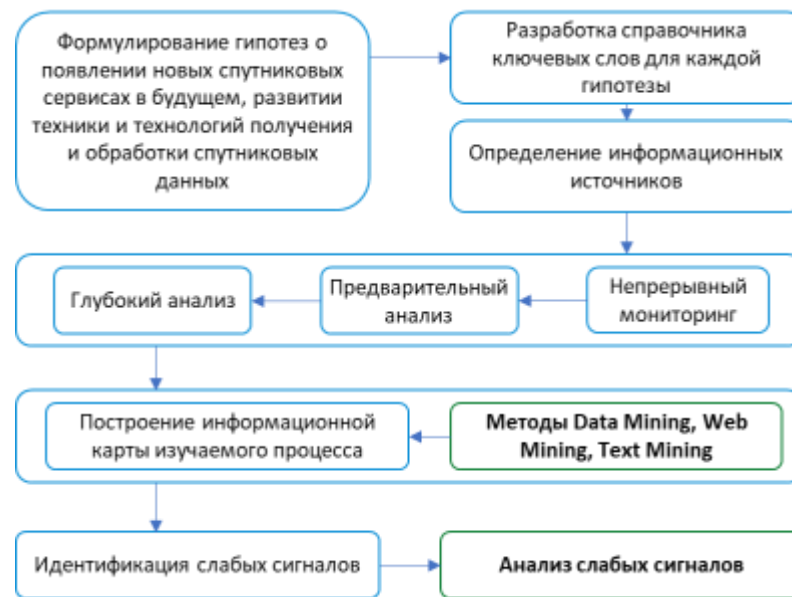 Формулирование гипотез о
появлении новых спутниковых
сервисах в будущем, развитии
техники и технологий получения
и обработки спутниковых
данных
Разработка справочника
ключевых слов для каждой
гипотезы
Определение информационных
источников
Глубокий анализ
Предварительный
анализ
Непрерывный
мониторинг
Построение информационной
карты изучаемого процесса
Методы Data Mining, Web
Mining, Text Mining
Идентификация слабых сигналов
Анализ слабых сигналов